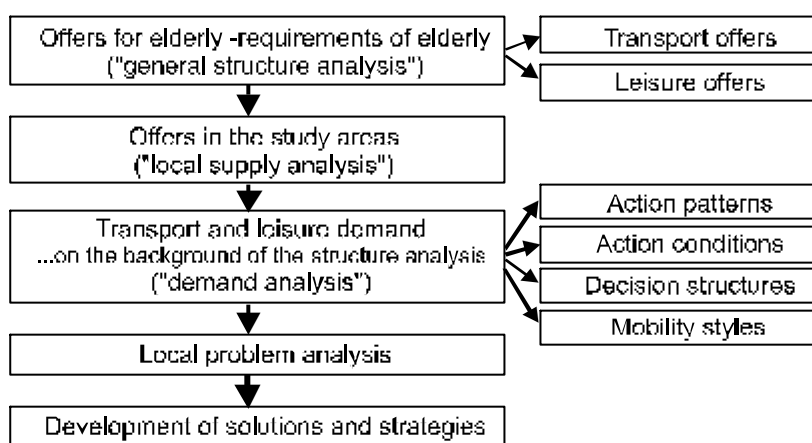 Offers for elderly -requirements of elderly
("general structure analysis")
Transport offers
Leisure offers
Offers in the study areas
("local supply analysis")
Transport and leisure demand
...on the background of the structure analysis
("demand analysis")
Action patterns
Action conditions
Decision structures
Mobility styles
Local problem analysis
Development of solutions and strategies